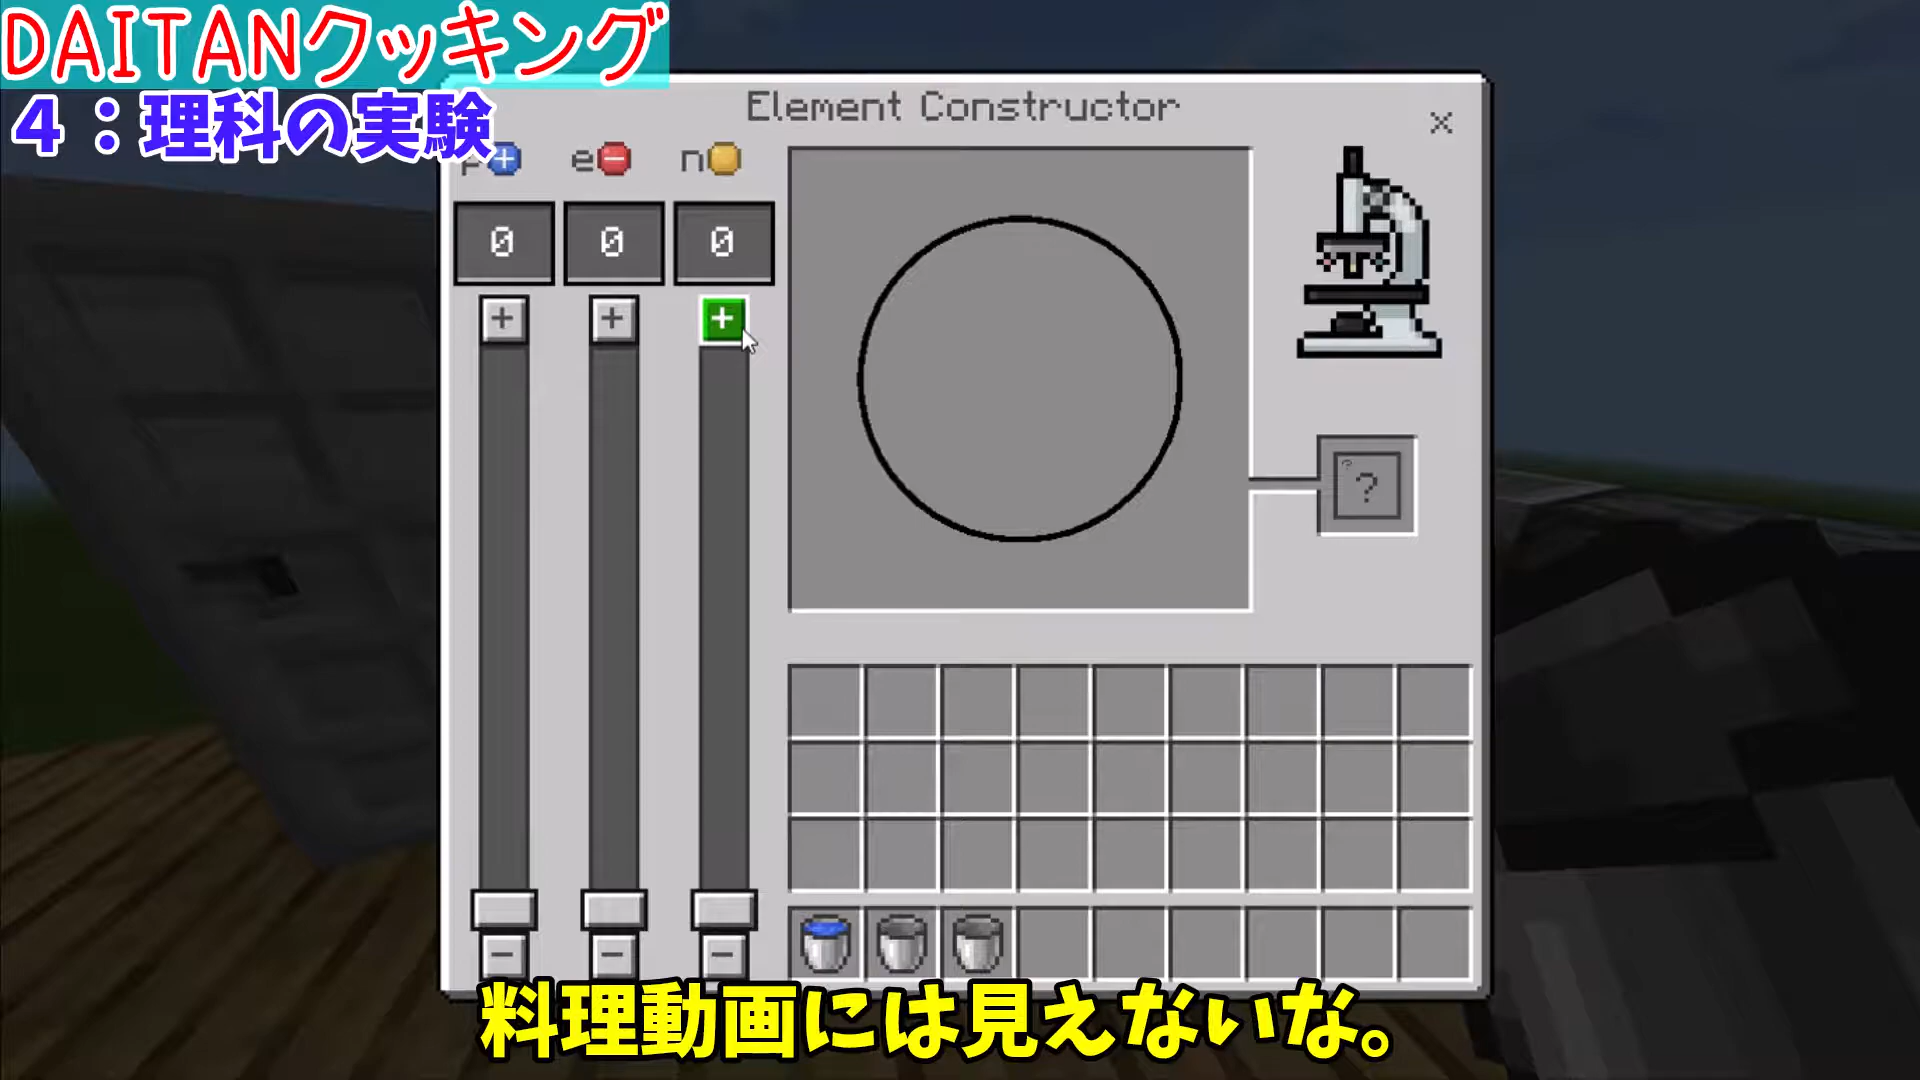 DAITANクッキング
4：理科の実験
Element Constructor
p+ e- n
0 0 0
+ + +
?
- - -
料理動画には見えないな。